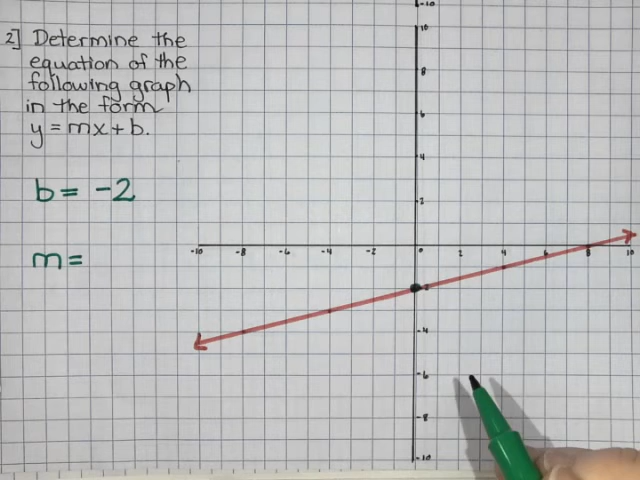 2] Determine the
equation of the
following graph
in the form
y = mx + b.
b = -2
m =
-10
10
8
6
4
2
-10 -8 -6 -4 -2 0 2 4 6 8 10
-4
-6
-8
-10